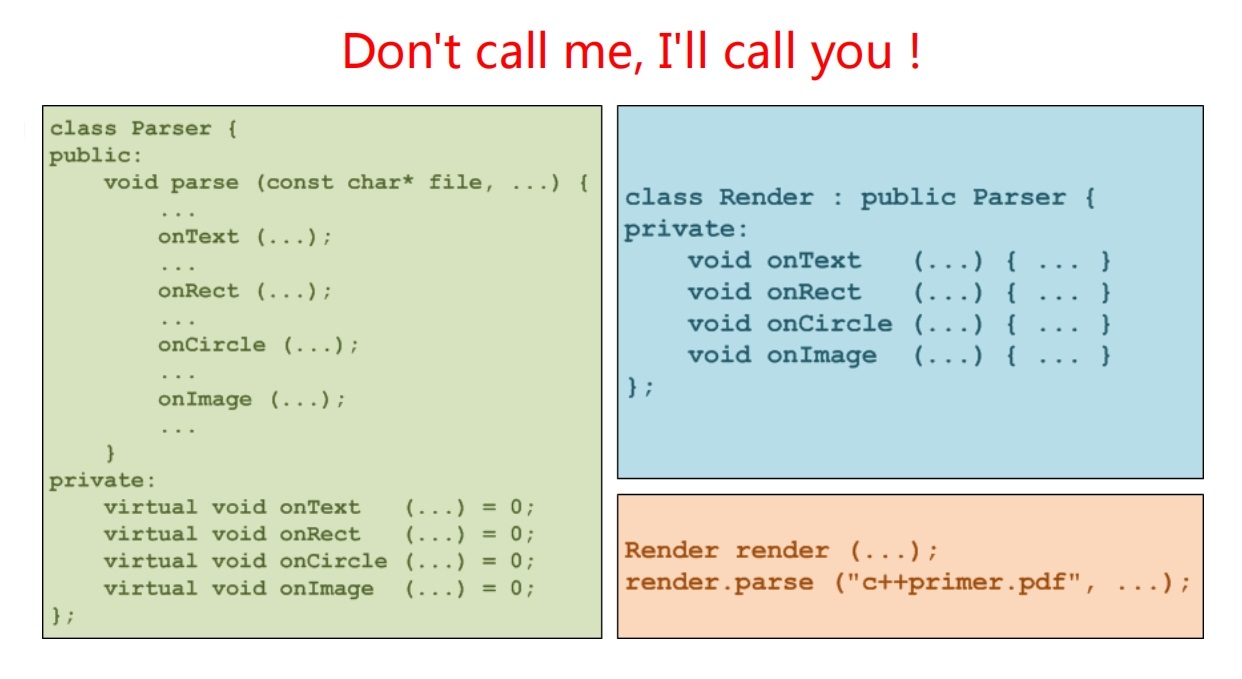 Don't call me, I'll call you !
class Parser {
public:
    void parse (const char* file, ...) {
        ...
        onText (...);
        ...
        onRect (...);
        ...
        onCircle (...);
        ...
        onImage (...);
        ...
    }
private:
    virtual void onText   (...) = 0;
    virtual void onRect   (...) = 0;
    virtual void onCircle (...) = 0;
    virtual void onImage  (...) = 0;
};
class Render : public Parser {
private:
    void onText   (...) { ... }
    void onRect   (...) { ... }
    void onCircle (...) { ... }
    void onImage  (...) { ... }
};
Render render (...);
render.parse ("c++primer.pdf", ...);